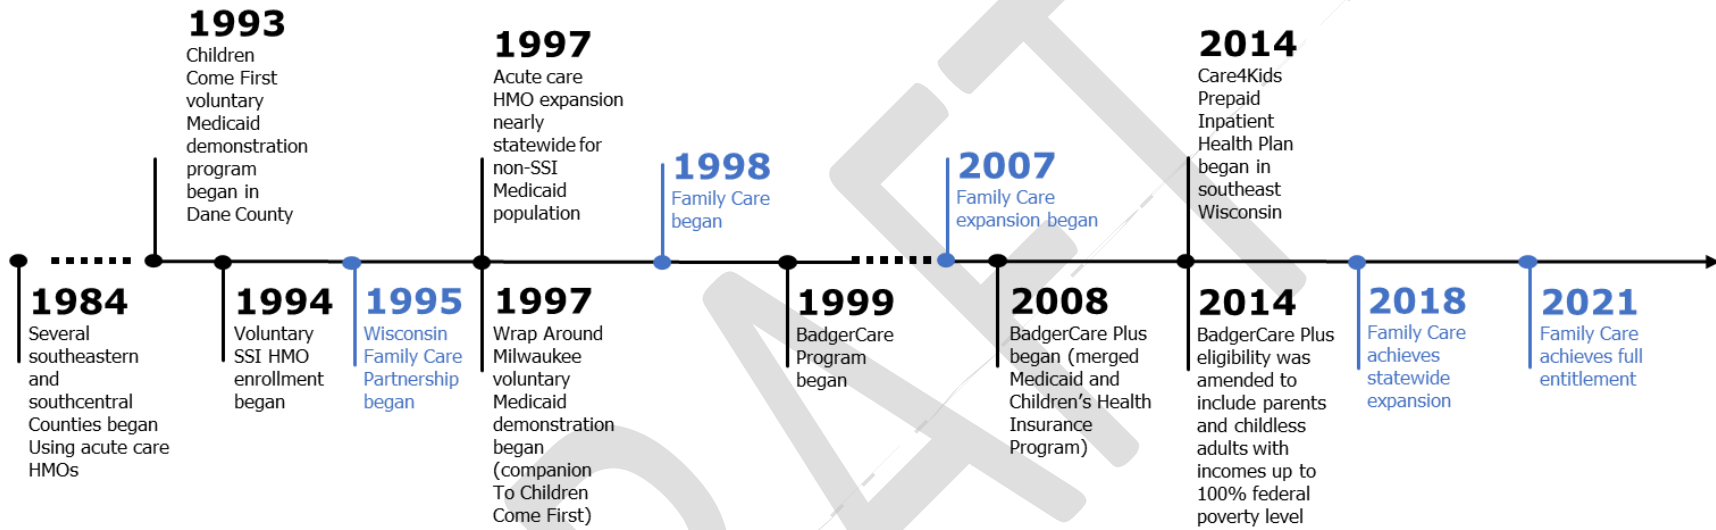 1993
Children
Come First
voluntary
Medicaid
demonstration
program
began in
Dane County
1997
Acute care
HMO expansion
nearly
statewide for
non-SSI
Medicaid
population
1998
Family Care
began
2007
Family Care
expansion began
2014
Care4Kids
Prepaid
Inpatient
Health Plan
began in
southeast
Wisconsin
1984
Several
southeastern
and
southcentral
Counties began
Using acute care
HMOs
1994
Voluntary
SSI HMO
enrollment
began
1995
Wisconsin
Family Care
Partnership
began
1997
Wrap Around
Milwaukee
voluntary
Medicaid
demonstration
began
(companion
To Children
Come First)
1999
BadgerCare
Program
began
2008
BadgerCare Plus
began (merged
Medicaid and
Children's Health
Insurance
Program)
2014
BadgerCare Plus
eligibility was
amended to
include parents
and childless
adults with
incomes up to
100% federal
poverty level
2018
Family Care
achieves
statewide
expansion
2021
Family Care
achieves full
entitlement
DRAFT